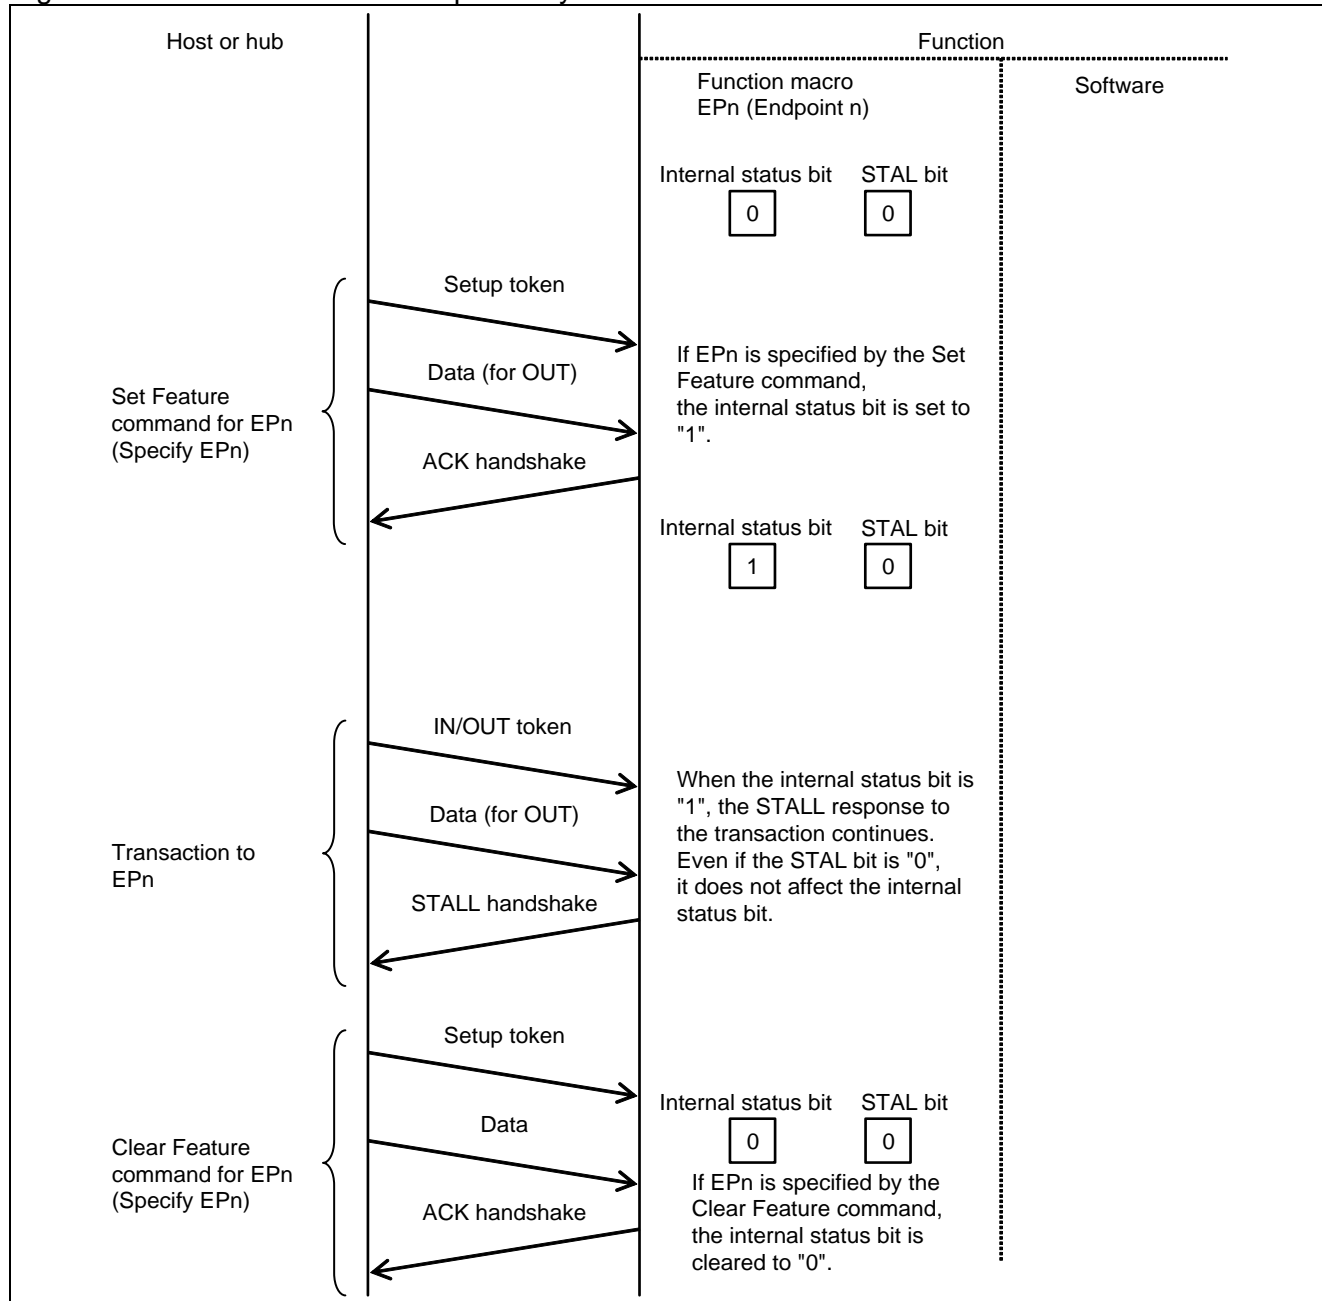 Host or hub
Function
Function macro
EPn (Endpoint n)
Software
Internal status bit STAL bit
0 0
Setup token
Data (for OUT)
ACK handshake
Set Feature
command for EPn
(Specify EPn)
If EPn is specified by the Set
Feature command,
the internal status bit is set to
"1".
Internal status bit STAL bit
1 0
IN/OUT token
Data (for OUT)
STALL handshake
Transaction to
EPn
When the internal status bit is
"1", the STALL response to
the transaction continues.
Even if the STAL bit is "0",
it does not affect the internal
status bit.
Setup token
Data
ACK handshake
Clear Feature
command for EPn
(Specify EPn)
Internal status bit STAL bit
0 0
If EPn is specified by the
Clear Feature command,
the internal status bit is
cleared to "0".